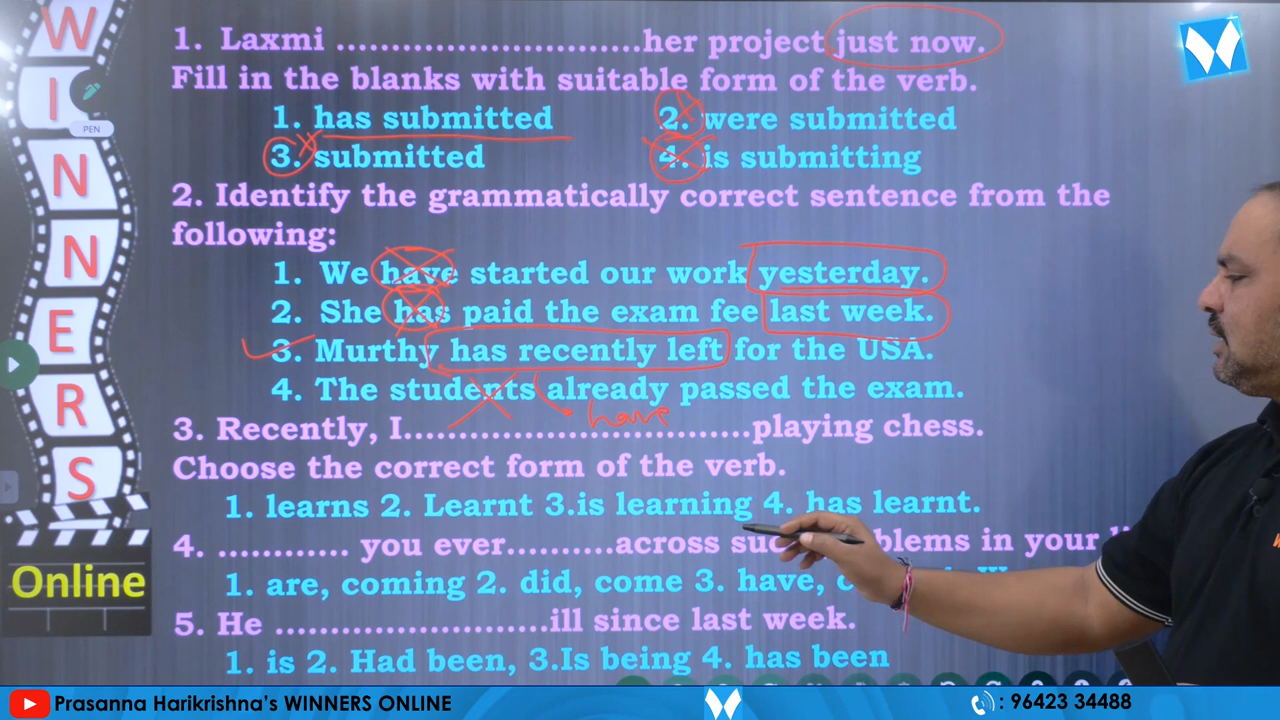 WINNERS
PEN
1. Laxmi ..............................her project just now.
Fill in the blanks with suitable form of the verb.
1. has submitted 2. were submitted
3. submitted 4. is submitting
2. Identify the grammatically correct sentence from the
following:
1. We have started our work yesterday.
2. She has paid the exam fee last week.
3. Murthy has recently left for the USA.
4. The students already passed the exam.
have
3. Recently, I..................................playing chess.
Choose the correct form of the verb.
1. learns 2. Learnt 3.is learning 4. has learnt.
4. ............. you ever...........across in your
1. are, coming 2. did, come 3. have,
5. He ...........................ill since last week.
1. is 2. Had been, 3.Is being 4. has been
Online
Prasanna Harikrishna's WINNERS ONLINE
: 96423 34488